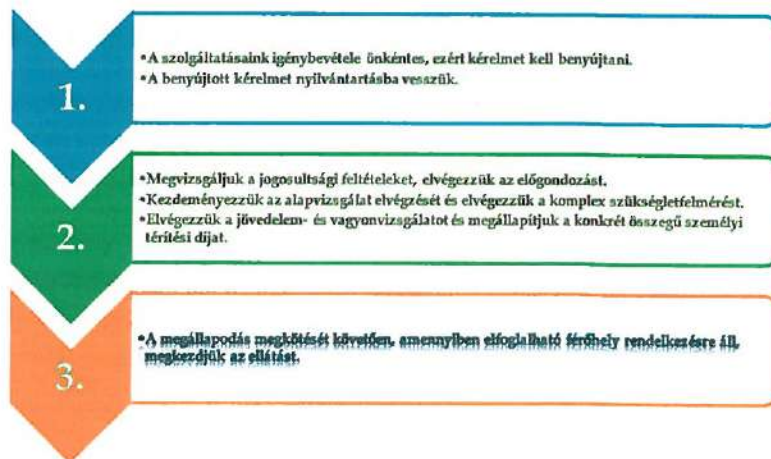 1.
•A szolgáltatásaink igénybevétele önkéntes, ezért kérelmet kell benyújtani.
•A benyújtott kérelmet nyilvántartásba vesszük.
2.
•Megvizsgáljuk a jogosultsági feltételeket, elvégezzük az előgondozást.
•Kezdeményezzük az alapvizsgálat elvégzését és elvégezzük a komplex szükségletfelmérést.
•Elvégezzük a jövedelem- és vagyonvizsgálatot és megállapítjuk a konkrét összegű személyi
térítési díjat.
3.
•A megállapodás megkötését követően, amennyiben elfoglalható férőhely rendelkezésre áll,
megkezdjük az ellátást.